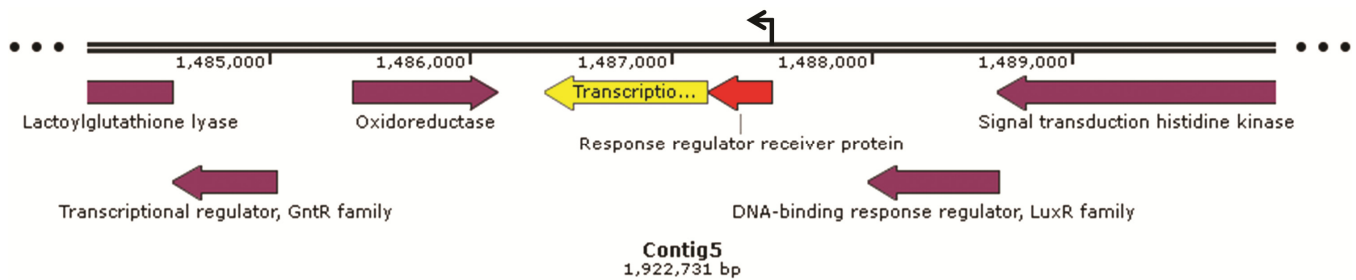 1,485,000 1,486,000 1,487,000 1,488,000 1,489,000
Transcriptio...
Lactoylglutathione lyase Oxidoreductase Signal transduction histidine kinase
Response regulator receiver protein
Transcriptional regulator, GntR family DNA-binding response regulator, LuxR family
Contig5
1,922,731 bp